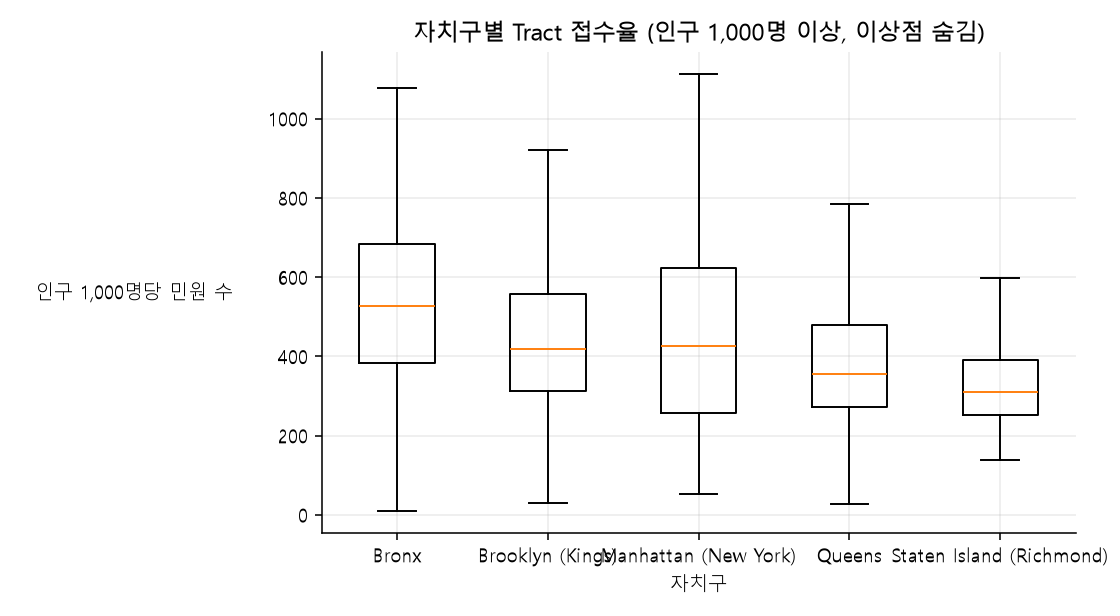 자치구별 Tract 접수율 (인구 1,000명 이상, 이상점 숨김)
인구 1,000명당 민원 수
1000
800
600
400
200
0
Bronx
Brooklyn (Kings)
Manhattan (New York)
Queens
Staten Island (Richmond)
자치구